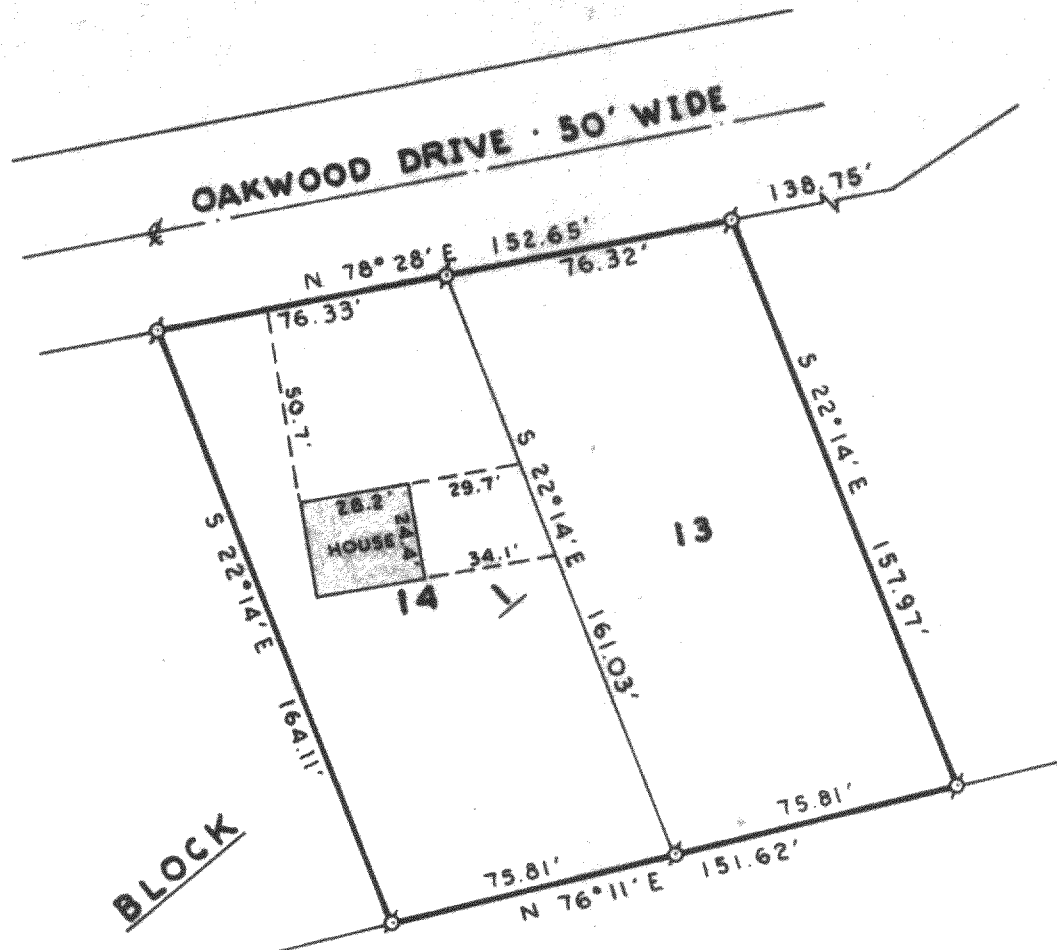 OAKWOOD DRIVE · 50' WIDE
138.75'
N 78° 28' E 152.65'
76.33'
76.32'
50.7'
S 22° 14' E
S 22° 14' E
28.2'
29.7'
24.4'
HOUSE
34.1'
13
14
1
S 22° 14' E
157.97'
161.03'
164.11'
75.81'
75.81'
N 76° 11' E 151.62'
BLOCK